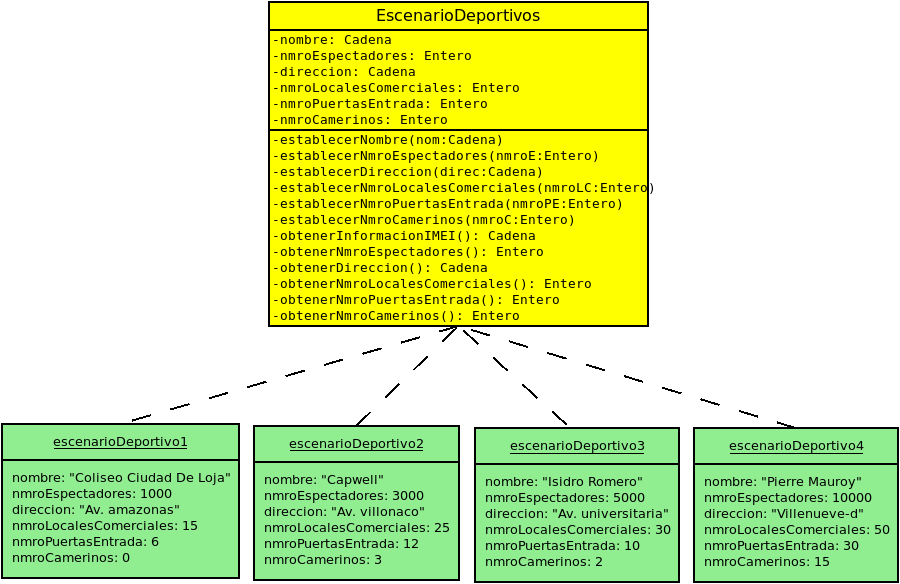 EscenarioDeportivos
-nombre: Cadena
-nmroEspectadores: Entero
-direccion: Cadena
-nmroLocalesComerciales: Entero
-nmroPuertasEntrada: Entero
-nmroCamerinos: Entero
-establecerNombre(nom:Cadena)
-establecerNmroEspectadores(nmroE:Entero)
-establecerDireccion(direc:Cadena)
-establecerNmroLocalesComerciales(nmroLC:Entero)
-establecerNmroPuertasEntrada(nmroPE:Entero)
-establecerNmroCamerinos(nmroC:Entero)
-obtenerInformacionIMEI(): Cadena
-obtenerNmroEspectadores(): Entero
-obtenerDireccion(): Cadena
-obtenerNmroLocalesComerciales(): Entero
-obtenerNmroPuertasEntrada(): Entero
-obtenerNmroCamerinos(): Entero
escenarioDeportivo1
nombre: "Coliseo Ciudad De Loja"
nmroEspectadores: 1000
direccion: "Av. amazonas"
nmroLocalesComerciales: 15
nmroPuertasEntrada: 6
nmroCamerinos: 0
escenarioDeportivo2
nombre: "Capwell"
nmroEspectadores: 3000
direccion: "Av. villonaco"
nmroLocalesComerciales: 25
nmroPuertasEntrada: 12
nmroCamerinos: 3
escenarioDeportivo3
nombre: "Isidro Romero"
nmroEspectadores: 5000
direccion: "Av. universitaria"
nmroLocalesComerciales: 30
nmroPuertasEntrada: 10
nmroCamerinos: 2
escenarioDeportivo4
nombre: "Pierre Mauroy"
nmroEspectadores: 10000
direccion: "Villenueve-d"
nmroLocalesComerciales: 50
nmroPuertasEntrada: 30
nmroCamerinos: 15